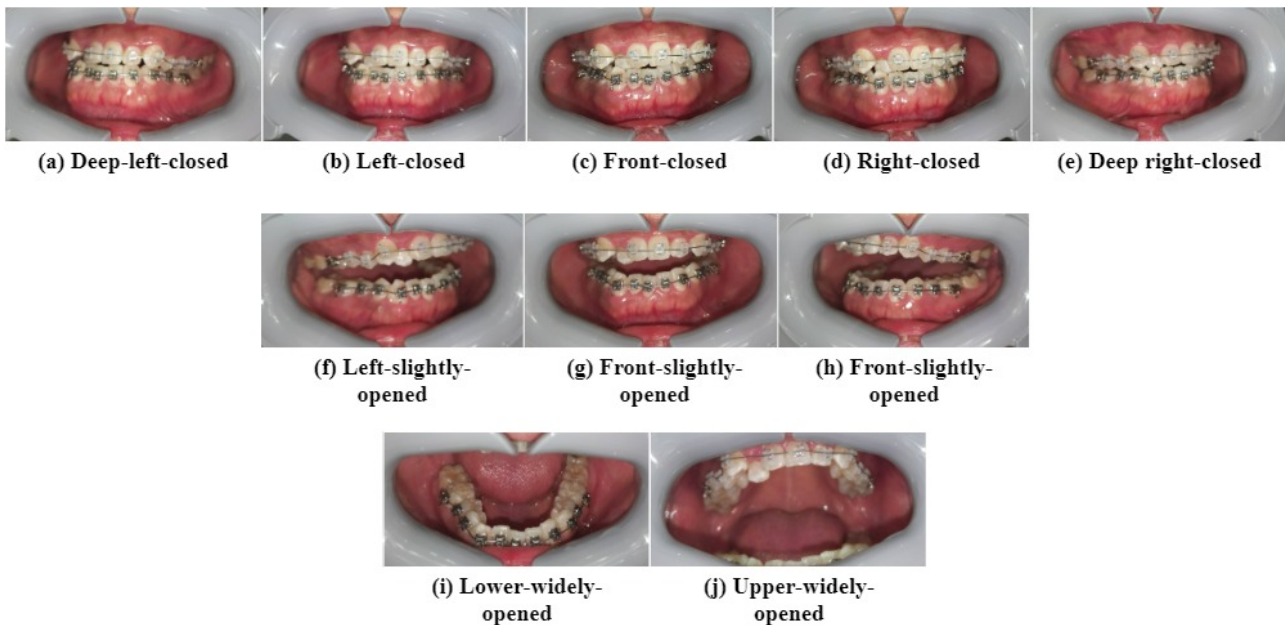 (a) Deep-left-closed
(b) Left-closed
(c) Front-closed
(d) Right-closed
(e) Deep right-closed
(f) Left-slightly-
opened
(g) Front-slightly-
opened
(h) Front-slightly-
opened
(i) Lower-widely-
opened
(j) Upper-widely-
opened